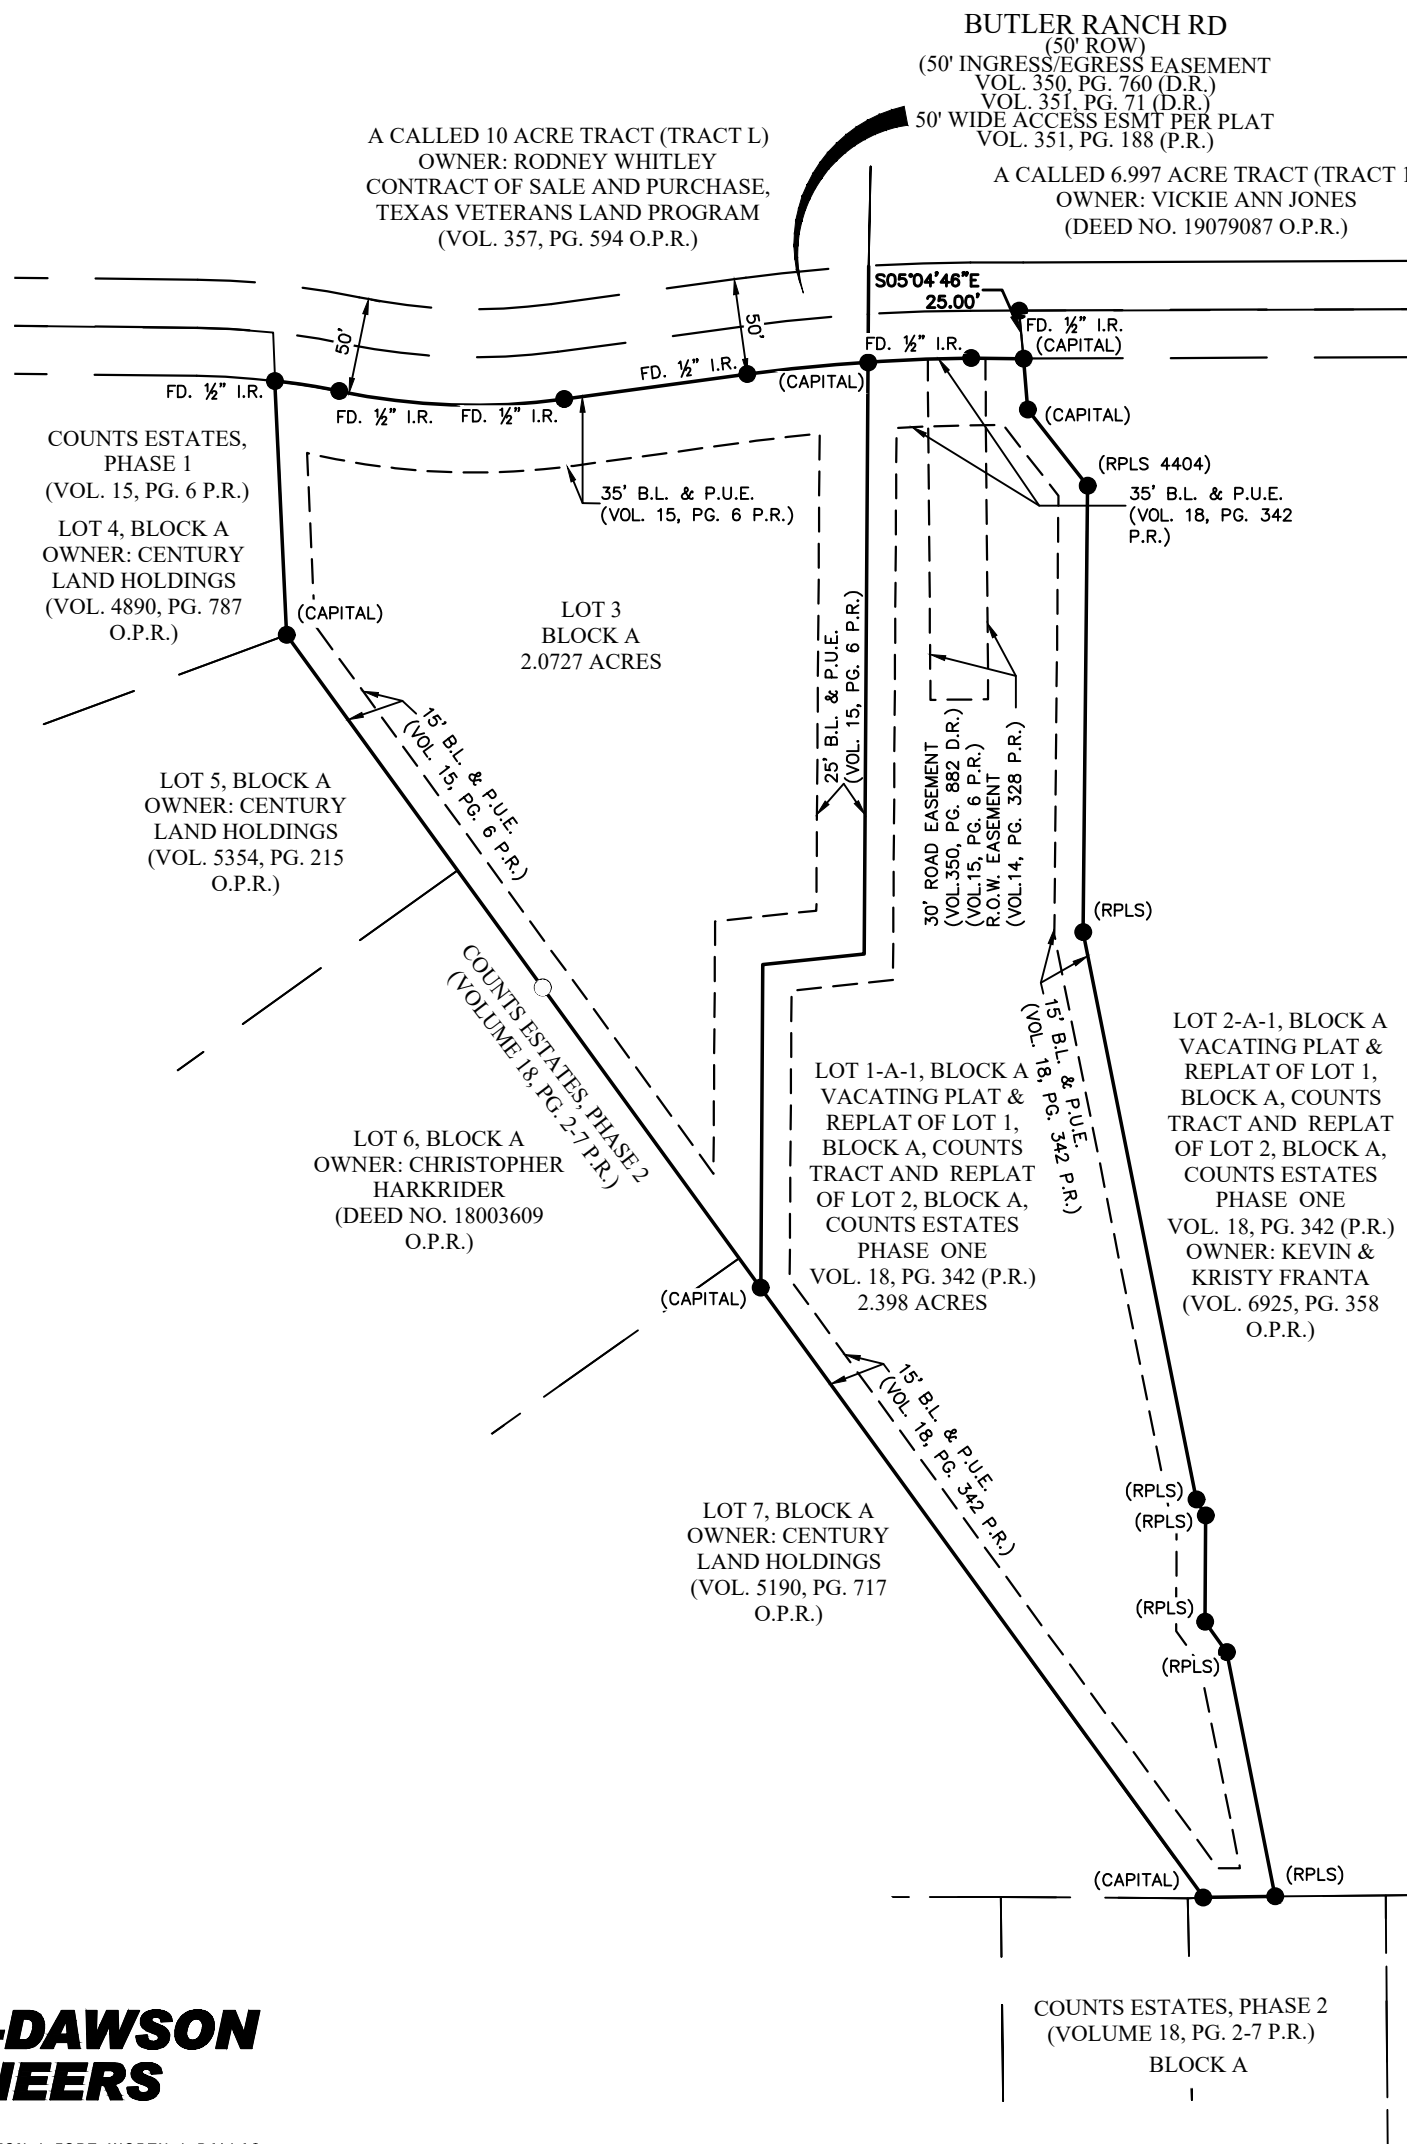 BUTLER RANCH RD
(50' ROW)
(50' INGRESS/EGRESS EASEMENT
VOL. 350, PG. 760 (D.R.)
VOL. 351, PG. 71 (D.R.)
50' WIDE ACCESS ESMT PER PLAT
VOL. 351, PG. 188 (P.R.)
A CALLED 10 ACRE TRACT (TRACT L)
OWNER: RODNEY WHITLEY
CONTRACT OF SALE AND PURCHASE,
TEXAS VETERANS LAND PROGRAM
(VOL. 357, PG. 594 O.P.R.)
A CALLED 6.997 ACRE TRACT (TRACT 1
OWNER: VICKIE ANN JONES
(DEED NO. 19079087 O.P.R.)
S05°04'46"E
25.00'
50'
50'
FD. ½" I.R.
(CAPITAL)
FD. ½" I.R.
FD. ½" I.R.
(CAPITAL)
FD. ½" I.R.
FD. ½" I.R.
FD. ½" I.R.
(CAPITAL)
(RPLS 4404)
COUNTS ESTATES,
PHASE 1
(VOL. 15, PG. 6 P.R.)
LOT 4, BLOCK A
OWNER: CENTURY
LAND HOLDINGS
(VOL. 4890, PG. 787
O.P.R.)
35' B.L. & P.U.E.
(VOL. 15, PG. 6 P.R.)
35' B.L. & P.U.E.
(VOL. 18, PG. 342
P.R.)
(CAPITAL)
LOT 3
BLOCK A
2.0727 ACRES
25' B.L. & P.U.E.
(VOL. 15, PG. 6 P.R.)
15' B.L. & P.U.E.
(VOL. 15, PG. 6 P.R.)
30' ROAD EASEMENT
(VOL.350, PG. 882 D.R.)
(VOL.15, PG. 6 P.R.)
R.O.W. EASEMENT
(VOL.14, PG. 328 P.R.)
LOT 5, BLOCK A
OWNER: CENTURY
LAND HOLDINGS
(VOL. 5354, PG. 215
O.P.R.)
(RPLS)
COUNTS ESTATES, PHASE 2
(VOLUME 18, PG. 2-7 P.R.)
15' B.L. & P.U.E.
(VOL. 18, PG. 342 P.R.)
LOT 1-A-1, BLOCK A
VACATING PLAT &
REPLAT OF LOT 1,
BLOCK A, COUNTS
TRACT AND REPLAT
OF LOT 2, BLOCK A,
COUNTS ESTATES
PHASE ONE
VOL. 18, PG. 342 (P.R.)
2.398 ACRES
LOT 2-A-1, BLOCK A
VACATING PLAT &
REPLAT OF LOT 1,
BLOCK A, COUNTS
TRACT AND REPLAT
OF LOT 2, BLOCK A,
COUNTS ESTATES
PHASE ONE
VOL. 18, PG. 342 (P.R.)
OWNER: KEVIN &
KRISTY FRANTA
(VOL. 6925, PG. 358
O.P.R.)
LOT 6, BLOCK A
OWNER: CHRISTOPHER
HARKRIDER
(DEED NO. 18003609
O.P.R.)
(CAPITAL)
15' B.L. & P.U.E.
(VOL. 18, PG. 342 P.R.)
(RPLS)
(RPLS)
LOT 7, BLOCK A
OWNER: CENTURY
LAND HOLDINGS
(VOL. 5190, PG. 717
O.P.R.)
(RPLS)
(RPLS)
(CAPITAL)
(RPLS)
COUNTS ESTATES, PHASE 2
(VOLUME 18, PG. 2-7 P.R.)
BLOCK A
-DAWSON
NEERS